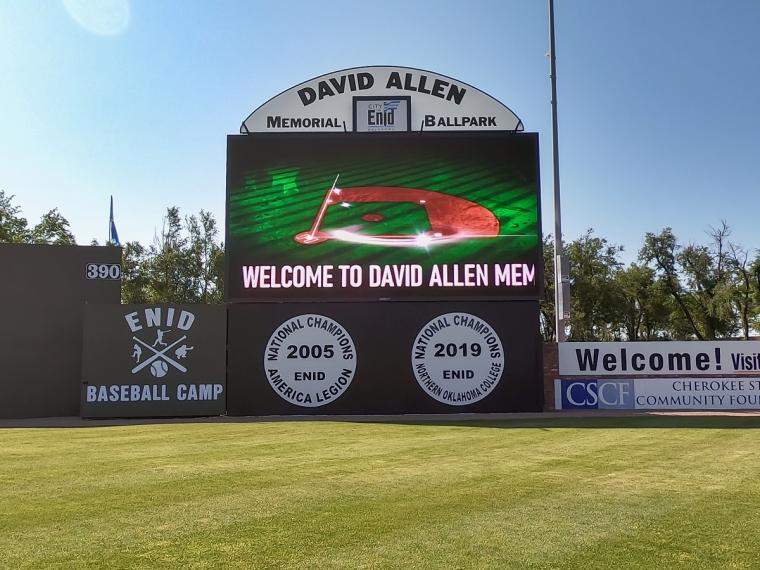 DAVID ALLEN
MEMORIAL BALLPARK
CITY
Enid
WELCOME TO DAVID ALLEN MEM
390
ENID
BASEBALL CAMP
NATIONAL CHAMPIONS
2005
ENID
AMERICA LEGION
NATIONAL CHAMPIONS
2019
ENID
NORTHERN OKLAHOMA COLLEGE
Welcome! Visit
CSCF
CHEROKEE ST
COMMUNITY FOU